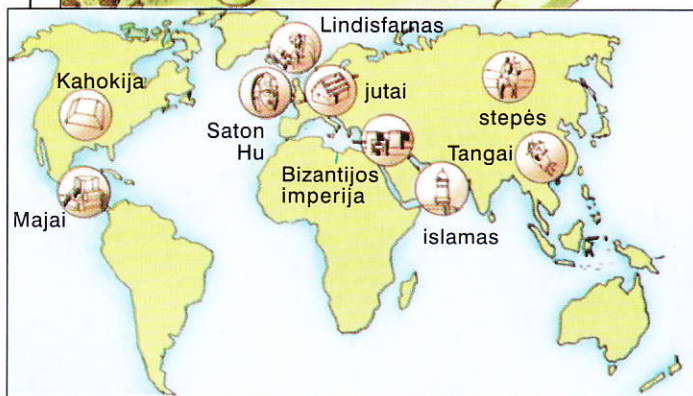 Lindisfarnas
Kahokija
jutai
Saton
Hu
stepės
Tangai
Bizantijos
imperija
Majai
islamas